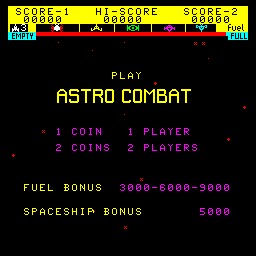 SCORE-1 HI-SCORE SCORE-2
00000 00000 00000
3 fuel
EMPTY FULL
PLAY
ASTRO COMBAT
1 COIN 1 PLAYER
2 COINS 2 PLAYERS
FUEL BONUS 3000-6000-9000
SPACESHIP BONUS 5000